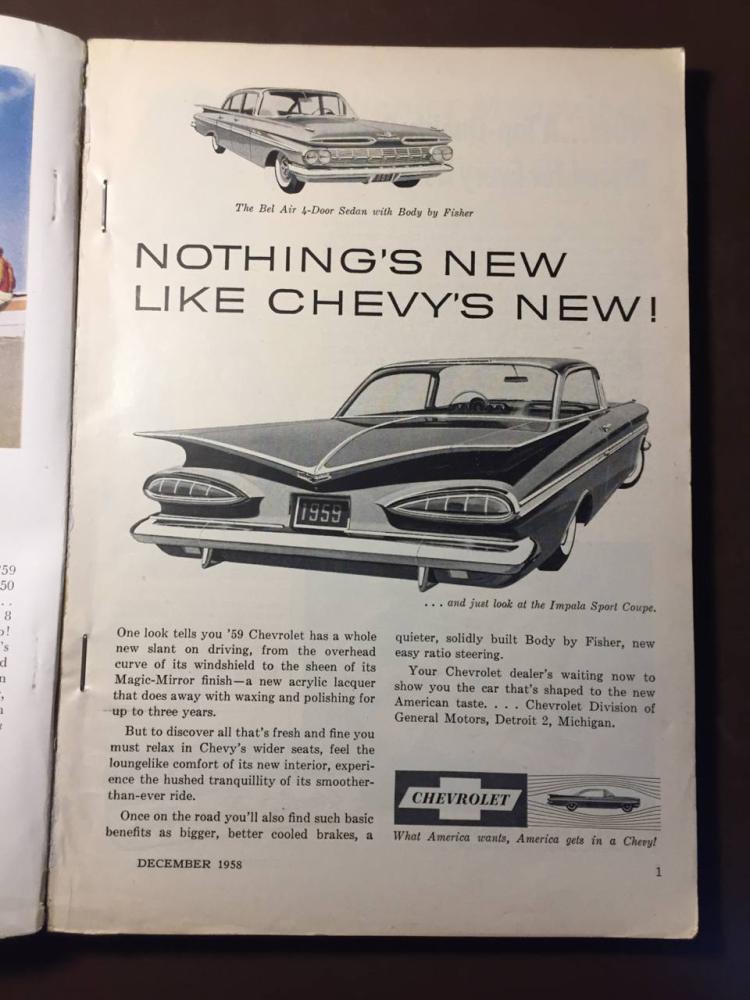 The Bel Air 4-Door Sedan with Body by Fisher
NOTHING'S NEW
LIKE CHEVY'S NEW!
1959
... and just look at the Impala Sport Coupe.
One look tells you '59 Chevrolet has a whole
new slant on driving, from the overhead
curve of its windshield to the sheen of its
Magic-Mirror finish—a new acrylic lacquer
that does away with waxing and polishing for
up to three years.
But to discover all that's fresh and fine you
must relax in Chevy's wider seats, feel the
loungelike comfort of its new interior, experi-
ence the hushed tranquillity of its smoother-
than-ever ride.
Once on the road you'll also find such basic
benefits as bigger, better cooled brakes, a
quieter, solidly built Body by Fisher, new
easy ratio steering.
Your Chevrolet dealer's waiting now to
show you the car that's shaped to the new
American taste. . . . Chevrolet Division of
General Motors, Detroit 2, Michigan.
CHEVROLET
What America wants, America gets in a Chevy!
DECEMBER 1958
1
'59
50
. .
8
o!
's
d
n